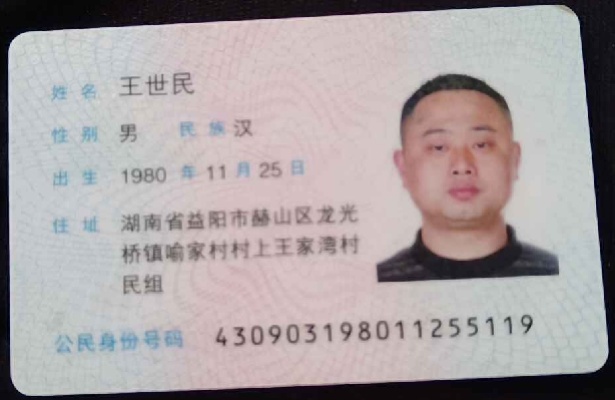 姓名 王世民
性别 男 民族 汉
出生 1980 年 11 月 25 日
住址 湖南省益阳市赫山区龙光
桥镇喻家村村上王家湾村
民组
公民身份号码 430903198011255119